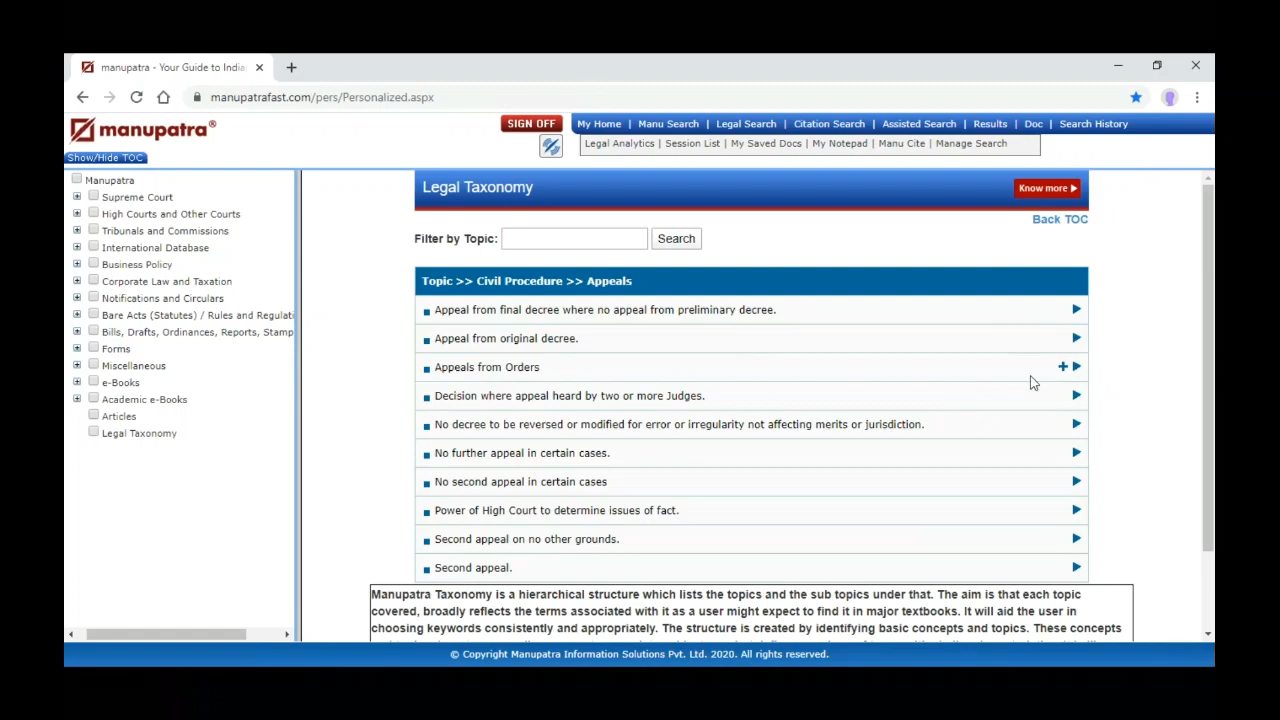 manupatra - Your Guide to India
manupatrafast.com/pers/Personalized.aspx
manupatra®
SIGN OFF
My Home | Manu Search | Legal Search | Citation Search | Assisted Search | Results | Doc | Search History
Legal Analytics | Session List | My Saved Docs | My Notepad | Manu Cite | Manage Search
Show/Hide TOC
Manupatra
Supreme Court
High Courts and Other Courts
Tribunals and Commissions
International Database
Business Policy
Corporate Law and Taxation
Notifications and Circulars
Bare Acts (Statutes) / Rules and Regulati
Bills, Drafts, Ordinances, Reports, Stamp
Forms
Miscellaneous
e-Books
Academic e-Books
Articles
Legal Taxonomy
Legal Taxonomy
Know more
Back TOC
Filter by Topic:
Search
Topic >> Civil Procedure >> Appeals
Appeal from final decree where no appeal from preliminary decree.
Appeal from original decree.
Appeals from Orders
Decision where appeal heard by two or more Judges.
No decree to be reversed or modified for error or irregularity not affecting merits or jurisdiction.
No further appeal in certain cases.
No second appeal in certain cases
Power of High Court to determine issues of fact.
Second appeal on no other grounds.
Second appeal.
Manupatra Taxonomy is a hierarchical structure which lists the topics and the sub topics under that. The aim is that each topic
covered, broadly reflects the terms associated with it as a user might expect to find it in major textbooks. It will aid the user in
choosing keywords consistently and appropriately. The structure is created by identifying basic concepts and topics. These concepts
© Copyright Manupatra Information Solutions Pvt. Ltd. 2020. All rights reserved.